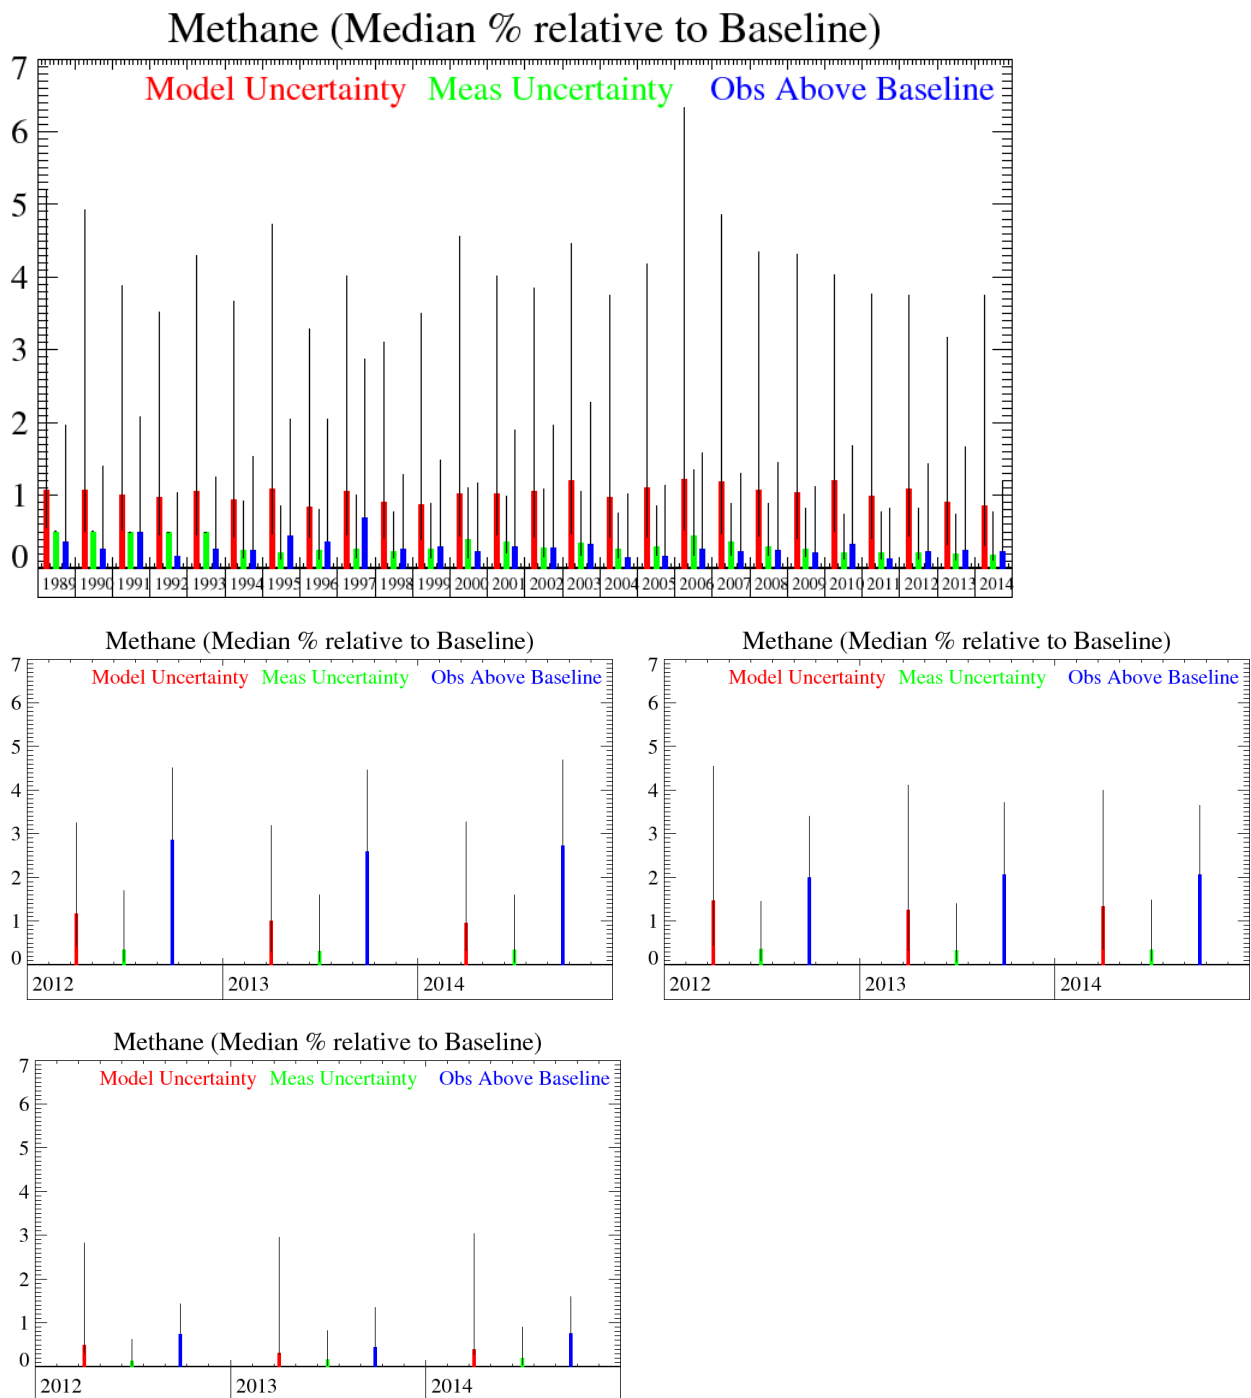 Methane (Median % relative to Baseline)
Model Uncertainty Meas Uncertainty Obs Above Baseline
7
6
5
4
3
2
1
0
1989 1990 1991 1992 1993 1994 1995 1996 1997 1998 1999 2000 2001 2002 2003 2004 2005 2006 2007 2008 2009 2010 2011 2012 2013 2014
Methane (Median % relative to Baseline)
Model Uncertainty Meas Uncertainty Obs Above Baseline
7
6
5
4
3
2
1
0
2012 2013 2014
Methane (Median % relative to Baseline)
Model Uncertainty Meas Uncertainty Obs Above Baseline
7
6
5
4
3
2
1
0
2012 2013 2014
Methane (Median % relative to Baseline)
Model Uncertainty Meas Uncertainty Obs Above Baseline
7
6
5
4
3
2
1
0
2012 2013 2014